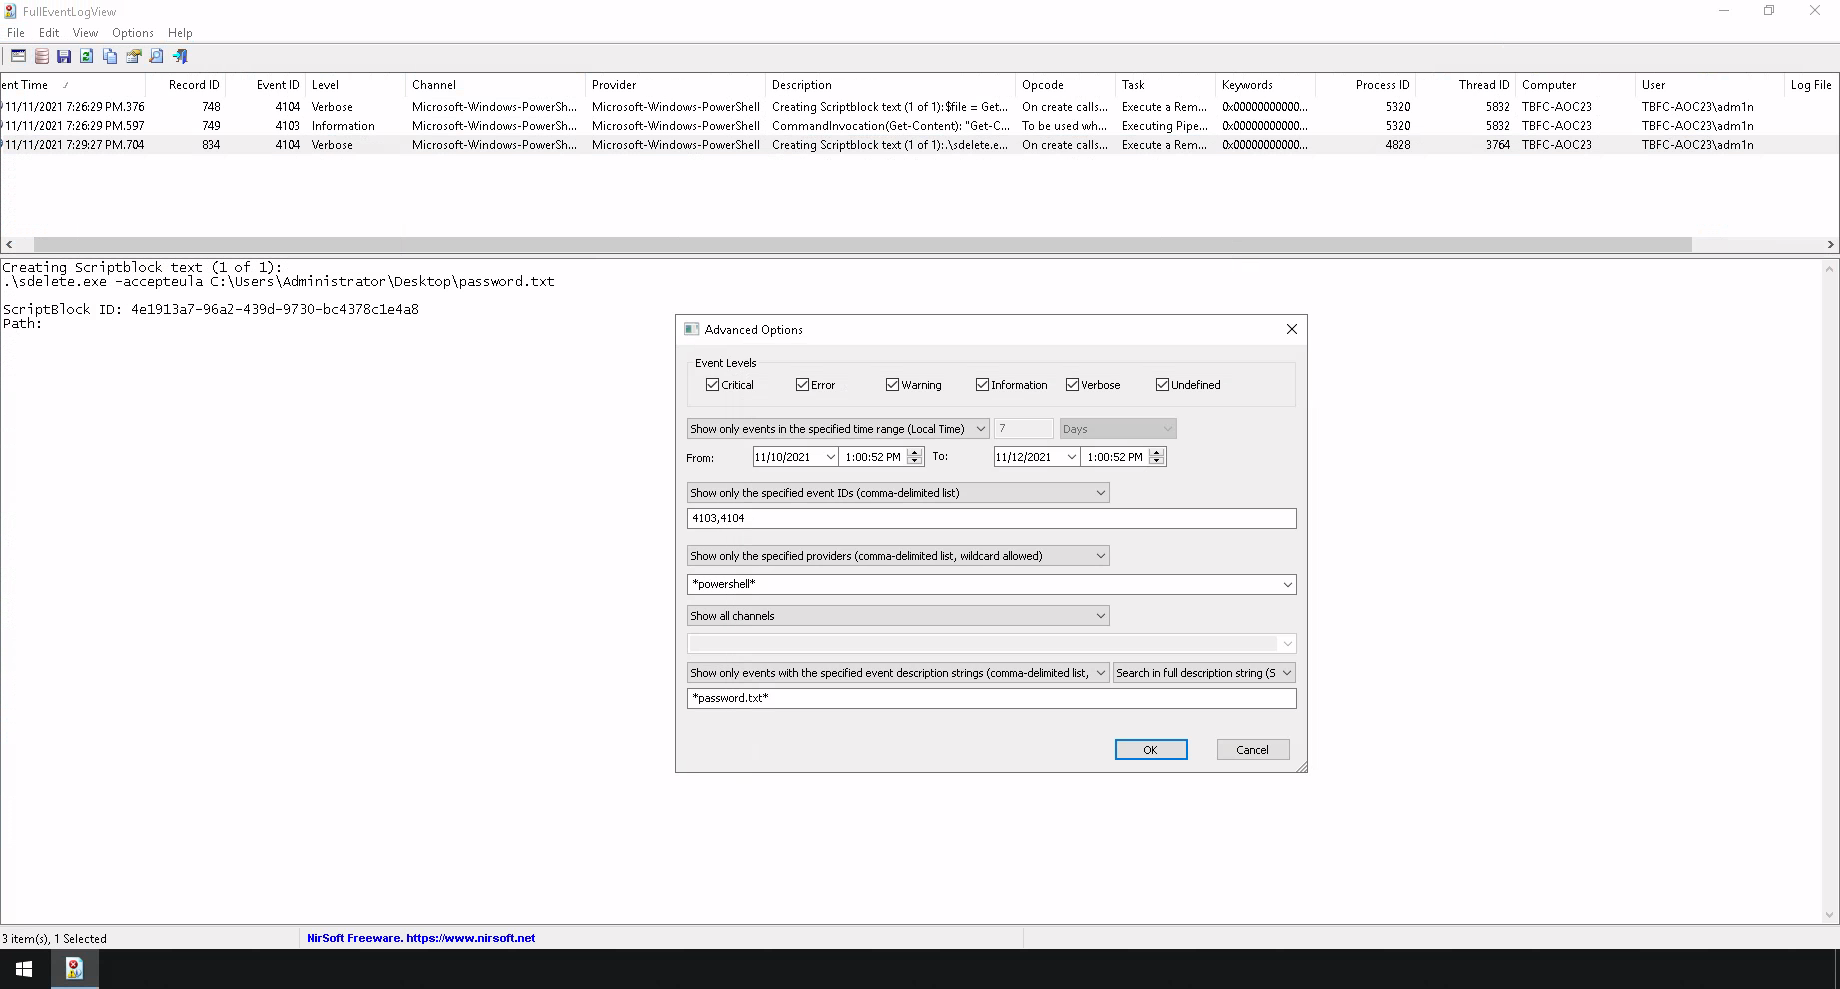 FullEventLogView
File Edit View Options Help
ent Time Record ID Event ID Level Channel Provider Description Opcode Task Keywords Process ID Thread ID Computer User Log File
11/11/2021 7:26:29 PM.376 748 4104 Verbose Microsoft-Windows-PowerSh... Microsoft-Windows-PowerShell Creating Scriptblock text (1 of 1):$file = Get... On create calls... Execute a Rem... 0x00000000000... 5320 5832 TBFC-AOC23 TBFC-AOC23\adm1n
11/11/2021 7:26:29 PM.597 749 4103 Information Microsoft-Windows-PowerSh... Microsoft-Windows-PowerShell CommandInvocation(Get-Content): "Get-C... To be used wh... Executing Pipe... 0x00000000000... 5320 5832 TBFC-AOC23 TBFC-AOC23\adm1n
11/11/2021 7:29:27 PM.704 834 4104 Verbose Microsoft-Windows-PowerSh... Microsoft-Windows-PowerShell Creating Scriptblock text (1 of 1):.\sdelete.e... On create calls... Execute a Rem... 0x00000000000... 4828 3764 TBFC-AOC23 TBFC-AOC23\adm1n
Creating Scriptblock text (1 of 1):
.\sdelete.exe -accepteula C:\Users\Administrator\Desktop\password.txt
ScriptBlock ID: 4e1913a7-96a2-439d-9730-bc4378c1e4a8
Path:
Advanced Options
Event Levels
Critical Error Warning Information Verbose Undefined
Show only events in the specified time range (Local Time) 7 Days
From: 11/10/2021 1:00:52 PM To: 11/12/2021 1:00:52 PM
Show only the specified event IDs (comma-delimited list)
4103,4104
Show only the specified providers (comma-delimited list, wildcard allowed)
*powershell*
Show all channels
Show only events with the specified event description strings (comma-delimited list, Search in full description string (S
*password.txt*
OK Cancel
3 item(s), 1 Selected NirSoft Freeware. https://www.nirsoft.net